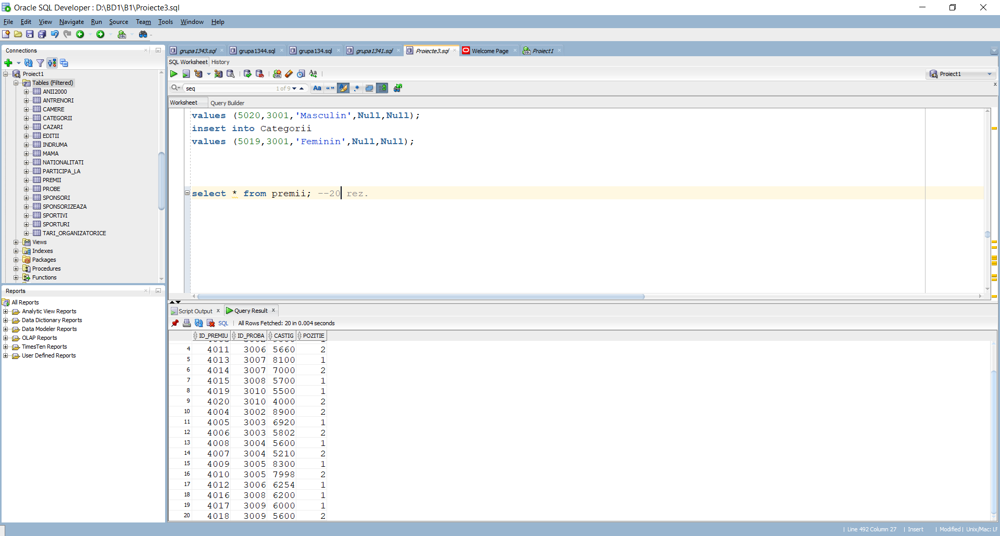 Oracle SQL Developer : D:\BD1\B1\Proiecte3.sql
File Edit View Navigate Run Source Team Tools Window Help
Connections
Proiect1
Tables (Filtered)
ANII2000
ANTRENORI
CAMERE
CATEGORII
CAZARI
EDITII
INDRUMA
MAMA
NATIONALITATI
PARTICIPA_LA
PREMII
PROBE
SPONSORI
SPONSORIZEAZA
SPORTIVI
SPORTURI
TARI_ORGANIZATORICE
Views
Indexes
Packages
Procedures
Functions
Reports
All Reports
Analytic View Reports
Data Dictionary Reports
Data Modeler Reports
OLAP Reports
TimesTen Reports
User Defined Reports
grupa1343.sql grupa1344.sql grupa134.sql grupa1341.sql Proiecte3.sql Welcome Page Proiect1
SQL Worksheet History
Proiect1
seq 1 of 9
Worksheet Query Builder
values (5020,3001,'Masculin',Null,Null);
insert into Categorii
values (5019,3001,'Feminin',Null,Null);
select * from premii; --20 rez.
Script Output Query Result
SQL All Rows Fetched: 20 in 0.004 seconds
ID_PREMIU ID_PROBA CASTIG POZITIE
4 4011 3006 5660 2
5 4013 3007 8100 1
6 4014 3007 7000 2
7 4015 3008 5700 1
8 4019 3010 5500 1
9 4020 3010 4000 2
10 4004 3002 8900 2
11 4005 3003 6920 1
12 4006 3003 5802 2
13 4008 3004 5600 1
14 4007 3004 5210 2
15 4009 3005 8300 1
16 4010 3005 7998 2
17 4012 3006 6254 1
18 4016 3008 6200 1
19 4017 3009 6000 1
20 4018 3009 5600 2
Line 492 Column 27 Insert Modified Unix/Mac: LF